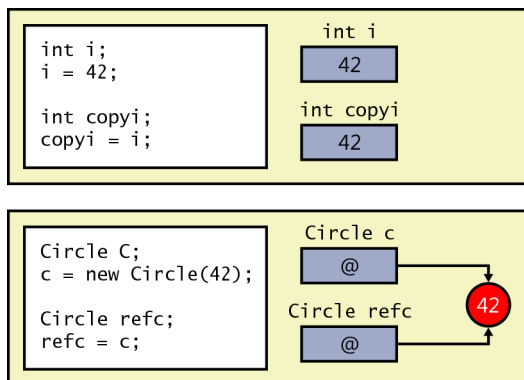 int i;
i = 42;
int copyi;
copyi = i;
int i
42
int copyi
42
Circle C;
c = new Circle(42);
Circle refc;
refc = c;
Circle c
@
Circle refc
@
42